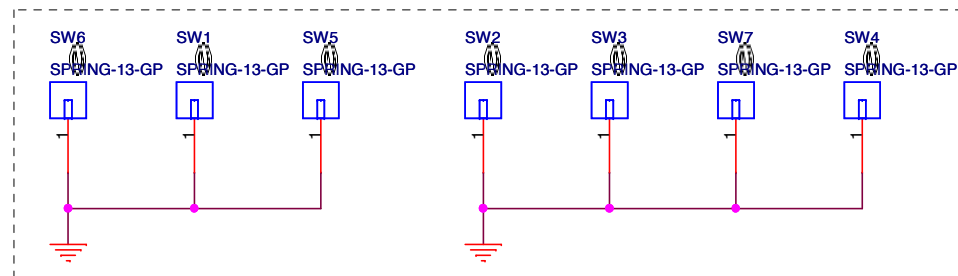 SW6 SW1 SW5 SW2 SW3 SW7 SW4
SPRING-13-GP SPRING-13-GP SPRING-13-GP SPRING-13-GP SPRING-13-GP SPRING-13-GP SPRING-13-GP
1 1 1 1 1 1 1